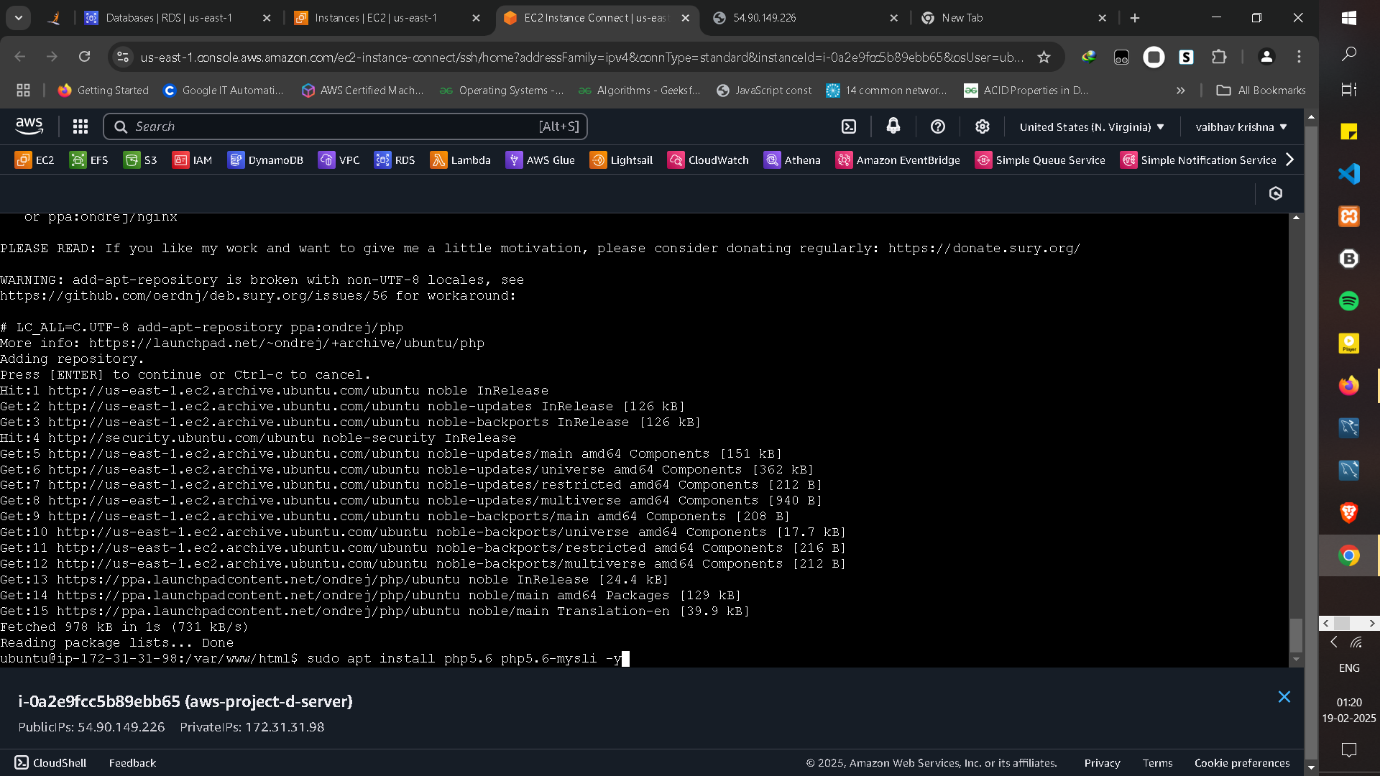 Databases | RDS | us-east-1
Instances | EC2 | us-east-1
EC2 Instance Connect | us-eas
54.90.149.226
New Tab
us-east-1.console.aws.amazon.com/ec2-instance-connect/ssh/home?addressFamily=ipv4&connType=standard&instanceId=i-0a2e9fcc5b89ebb65&osUser=ub...
Getting Started
Google IT Automati...
AWS Certified Mach...
Operating Systems -...
Algorithms - Geeksf...
JavaScript const
14 common networ...
ACID Properties in D...
All Bookmarks
aws
Search
[Alt+S]
United States (N. Virginia)
vaibhav krishna
EC2
EFS
S3
IAM
DynamoDB
VPC
RDS
Lambda
AWS Glue
Lightsail
CloudWatch
Athena
Amazon EventBridge
Simple Queue Service
Simple Notification Service
or ppa:ondrej/nginx
PLEASE READ: If you like my work and want to give me a little motivation, please consider donating regularly: https://donate.sury.org/
WARNING: add-apt-repository is broken with non-UTF-8 locales, see
https://github.com/oerdnj/deb.sury.org/issues/56 for workaround:
# LC_ALL=C.UTF-8 add-apt-repository ppa:ondrej/php
More info: https://launchpad.net/~ondrej/+archive/ubuntu/php
Adding repository.
Press [ENTER] to continue or Ctrl-c to cancel.
Hit:1 http://us-east-1.ec2.archive.ubuntu.com/ubuntu noble InRelease
Get:2 http://us-east-1.ec2.archive.ubuntu.com/ubuntu noble-updates InRelease [126 kB]
Get:3 http://us-east-1.ec2.archive.ubuntu.com/ubuntu noble-backports InRelease [126 kB]
Hit:4 http://security.ubuntu.com/ubuntu noble-security InRelease
Get:5 http://us-east-1.ec2.archive.ubuntu.com/ubuntu noble-updates/main amd64 Components [151 kB]
Get:6 http://us-east-1.ec2.archive.ubuntu.com/ubuntu noble-updates/universe amd64 Components [362 kB]
Get:7 http://us-east-1.ec2.archive.ubuntu.com/ubuntu noble-updates/restricted amd64 Components [212 B]
Get:8 http://us-east-1.ec2.archive.ubuntu.com/ubuntu noble-updates/multiverse amd64 Components [940 B]
Get:9 http://us-east-1.ec2.archive.ubuntu.com/ubuntu noble-backports/main amd64 Components [208 B]
Get:10 http://us-east-1.ec2.archive.ubuntu.com/ubuntu noble-backports/universe amd64 Components [17.7 kB]
Get:11 http://us-east-1.ec2.archive.ubuntu.com/ubuntu noble-backports/restricted amd64 Components [216 B]
Get:12 http://us-east-1.ec2.archive.ubuntu.com/ubuntu noble-backports/multiverse amd64 Components [212 B]
Get:13 https://ppa.launchpadcontent.net/ondrej/php/ubuntu noble InRelease [24.4 kB]
Get:14 https://ppa.launchpadcontent.net/ondrej/php/ubuntu noble/main amd64 Packages [129 kB]
Get:15 https://ppa.launchpadcontent.net/ondrej/php/ubuntu noble/main Translation-en [39.9 kB]
Fetched 978 kB in 1s (731 kB/s)
Reading package lists... Done
ubuntu@ip-172-31-31-98:/var/www/html$ sudo apt install php5.6 php5.6-mysli -y
i-0a2e9fcc5b89ebb65 (aws-project-d-server)
PublicIPs: 54.90.149.226 PrivateIPs: 172.31.31.98
CloudShell
Feedback
© 2025, Amazon Web Services, Inc. or its affiliates.
Privacy
Terms
Cookie preferences
ENG
01:20
19-02-2025